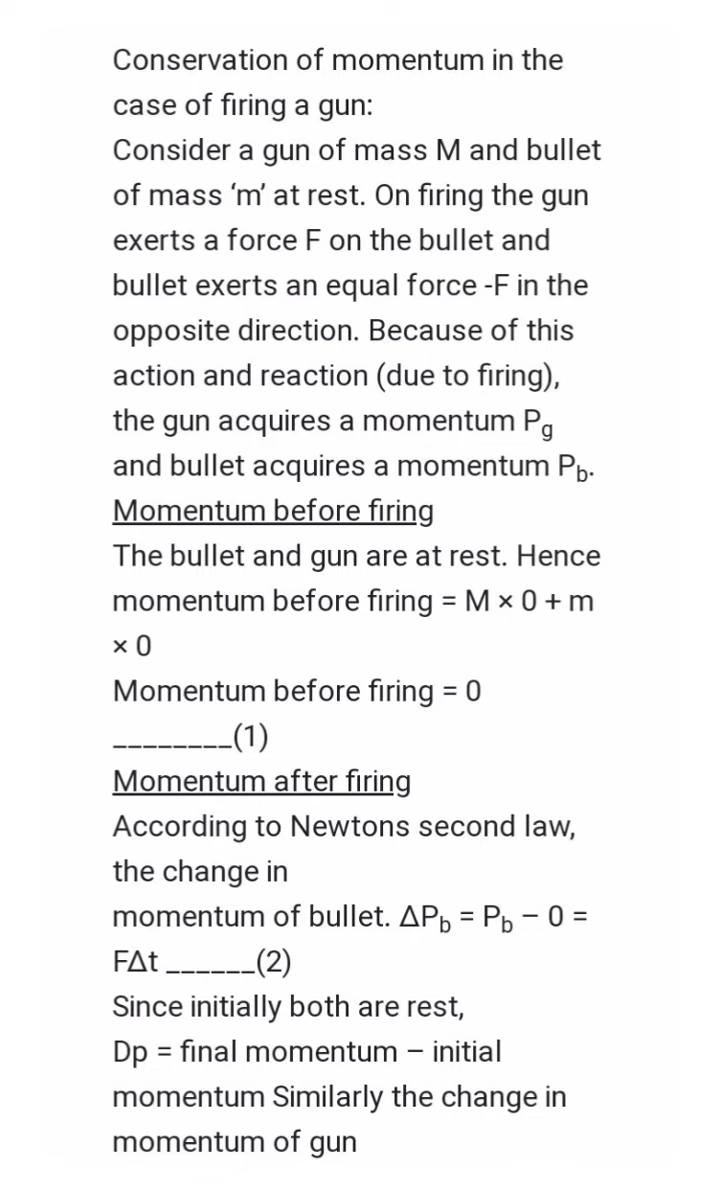 Conservation of momentum in the
case of firing a gun:
Consider a gun of mass M and bullet
of mass ‘m’ at rest. On firing the gun
exerts a force F on the bullet and
bullet exerts an equal force -F in the
opposite direction. Because of this
action and reaction (due to firing),
the gun acquires a momentum Pg
and bullet acquires a momentum Pb.
Momentum before firing
The bullet and gun are at rest. Hence
momentum before firing = M × 0 + m
× 0
Momentum before firing = 0
________(1)
Momentum after firing
According to Newtons second law,
the change in
momentum of bullet. ΔPb = Pb − 0 =
FΔt ______(2)
Since initially both are rest,
Dp = final momentum − initial
momentum Similarly the change in
momentum of gun